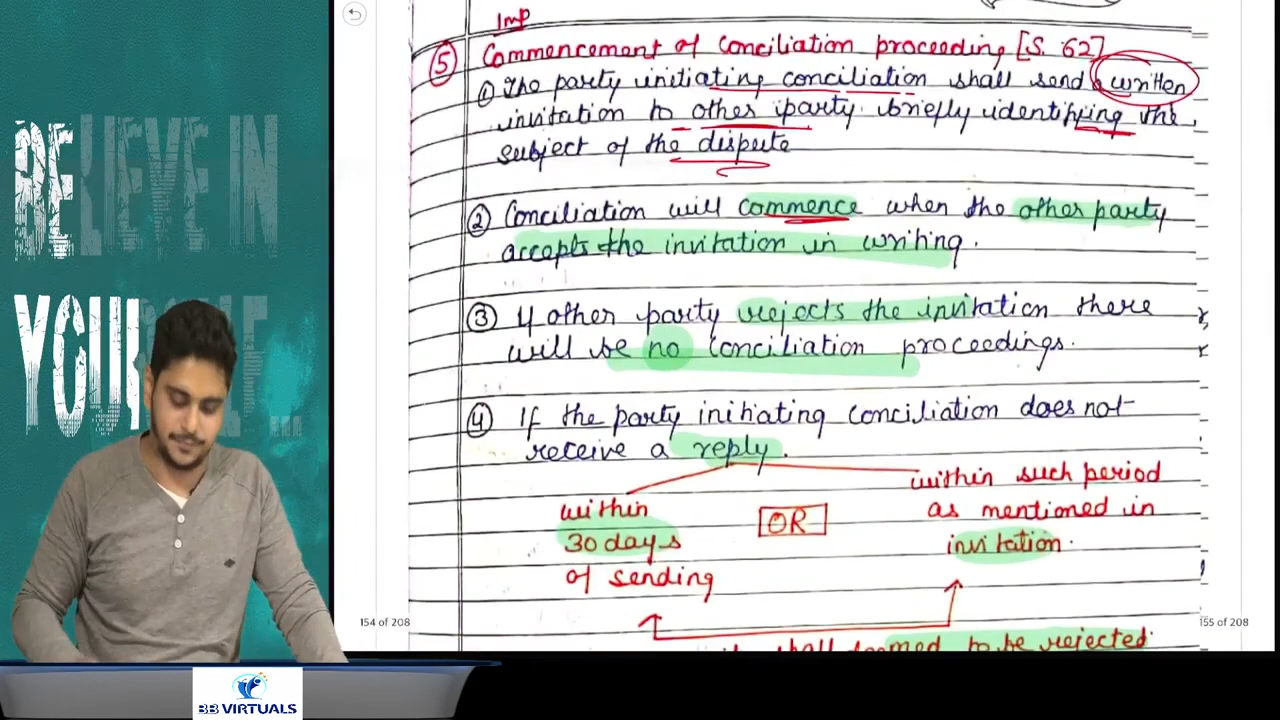 BELIEVE IN
YOURSELF...
Imp
⑤ Commencement of conciliation proceeding [S. 62]
① The party initiating conciliation shall send written
invitation to other party briefly identifying the
subject of the dispute
② Conciliation will commence when the other party
accepts the invitation in writing.
③ If other party rejects the invitation there
will be no conciliation proceedings.
④ If the party initiating conciliation does not
receive a reply.
within
30 days
of sending
OR
within such period
as mentioned in
invitation.
154 of 208
155 of 208
shall deemed to be rejected
BB VIRTUALS